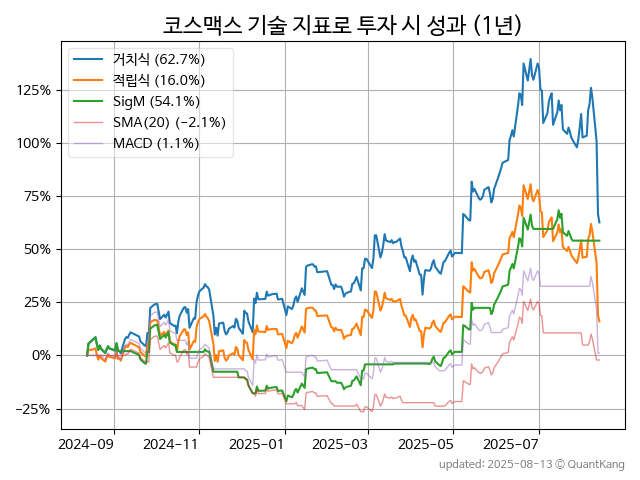 코스맥스 기술 지표로 투자 시 성과 (1년)
거치식 (62.7%)
적립식 (16.0%)
SigM (54.1%)
SMA(20) (−2.1%)
MACD (1.1%)
125%
100%
75%
50%
25%
0%
−25%
2024-09 2024-11 2025-01 2025-03 2025-05 2025-07
updated: 2025-08-13 © QuantKang